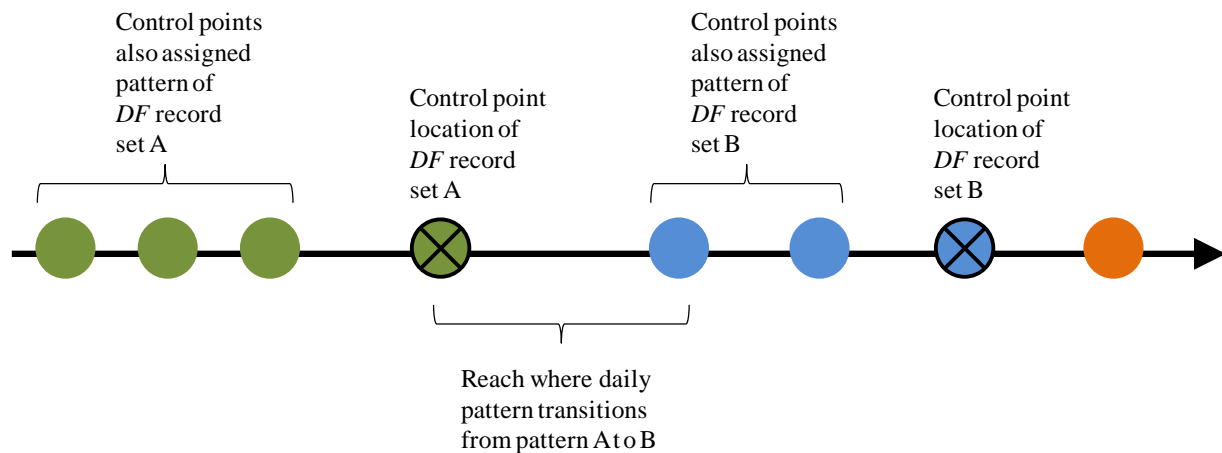 Control points
also assigned
pattern of
DF record
set A
Control point
location of
DF record
set A
Control points
also assigned
pattern of
DF record
set B
Control point
location of
DF record
set B
Reach where daily
pattern transitions
from pattern A to B